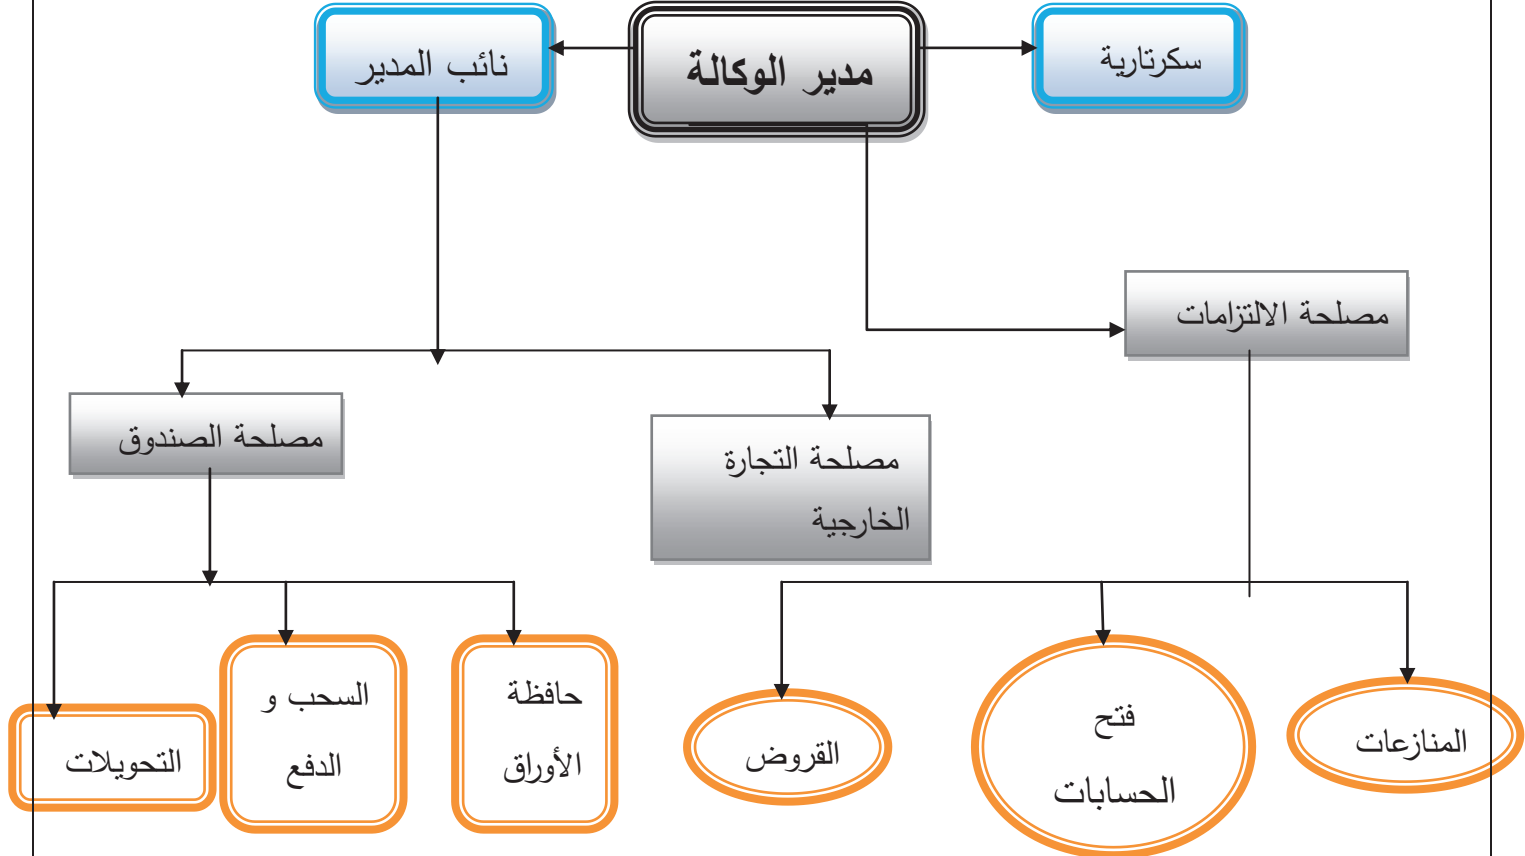 سكرتارية
مدير الوكالة
نائب المدير
مصلحة الالتزامات
مصلحة التجارة
الخارجية
مصلحة الصندوق
المنازعات
فتح
الحسابات
القروض
حافظة
الأوراق
السحب و
الدفع
التحويلات